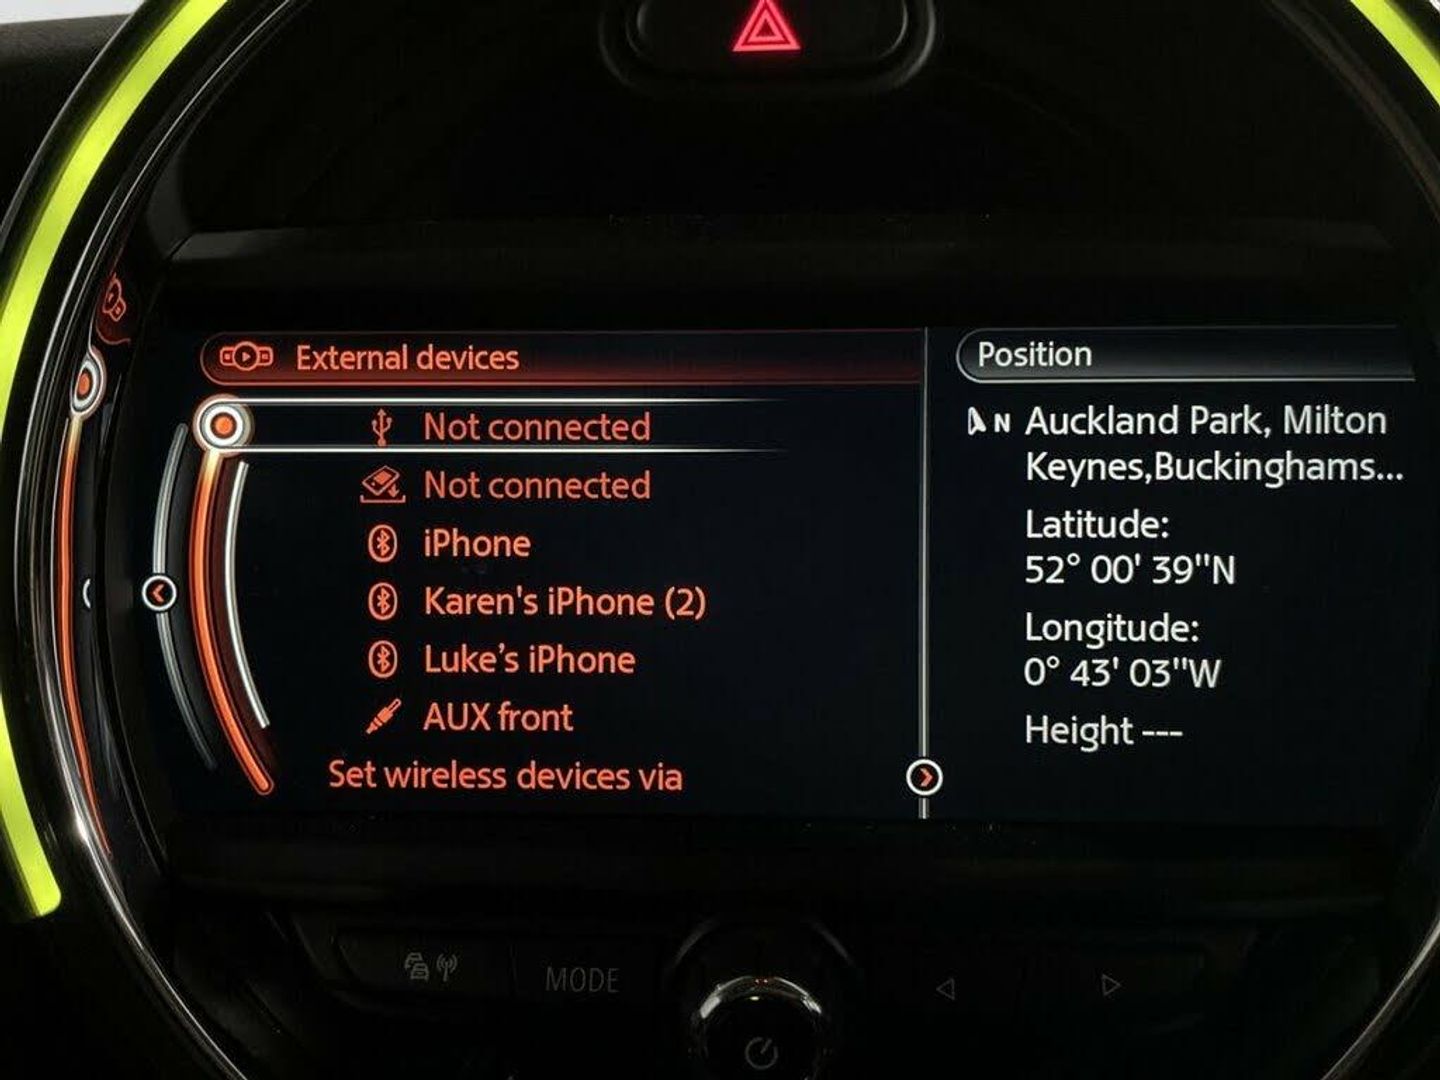 External devices
Not connected
Not connected
iPhone
Karen's iPhone (2)
Luke’s iPhone
AUX front
Set wireless devices via
Position
N Auckland Park, Milton
Keynes,Buckinghams...
Latitude:
52° 00' 39"N
Longitude:
0° 43' 03"W
Height ---
MODE